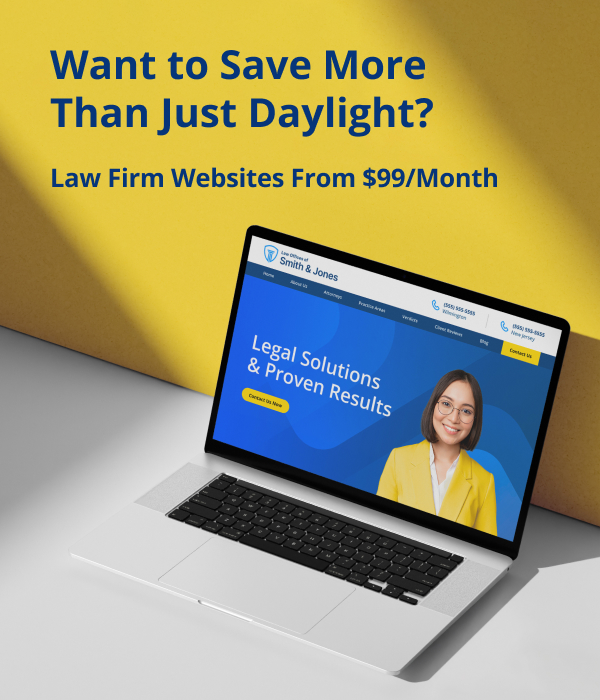 Want to Save More
Than Just Daylight?
Law Firm Websites From $99/Month
Law Offices of
Smith & Jones
(555) 555-5555
Wilmington
(555) 555-5555
New Jersey
Home
About Us
Attorneys
Practice Areas
Verdicts
Client Reviews
Blog
Contact Us
Legal Solutions
& Proven Results
Contact Us Now